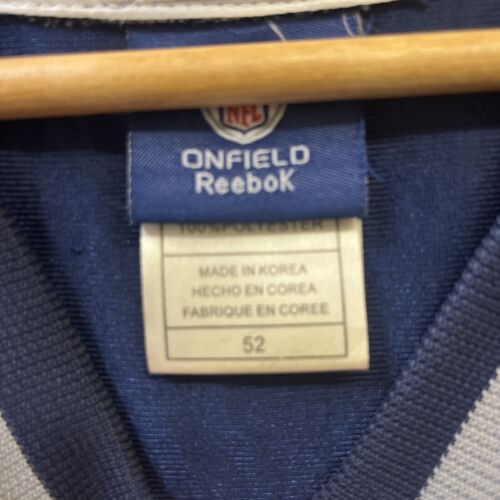 NFL
ONFIELD
Reebok
100% POLYESTER
MADE IN KOREA
HECHO EN COREA
FABRIQUE EN COREE
52